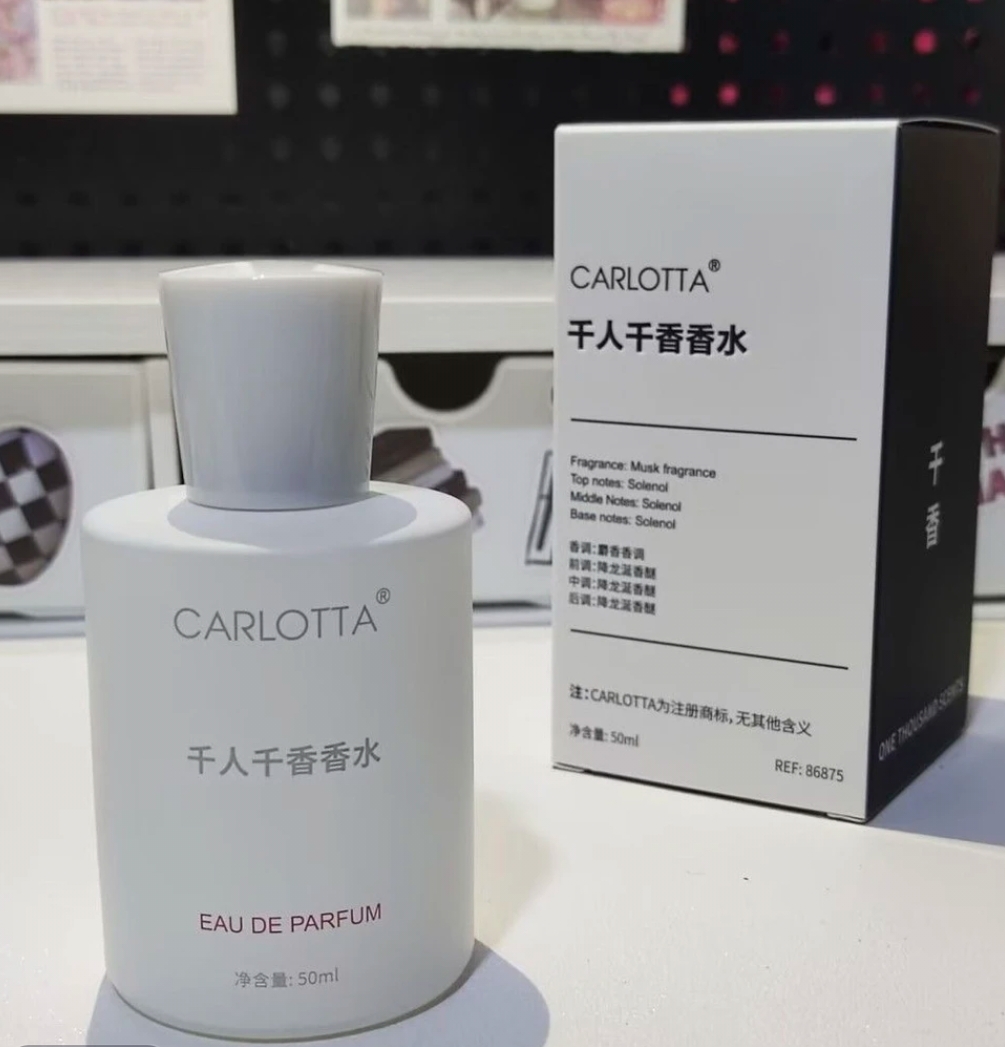 CARLOTTA®
千人千香香水
EAU DE PARFUM
净含量: 50ml
CARLOTTA®
千人千香香水
Fragrance: Musk fragrance
Top notes: Solenol
Middle Notes: Solenol
Base notes: Solenol
香调:麝香香调
前调:降龙涎香醚
中调:降龙涎香醚
后调:降龙涎香醚
注:CARLOTTA为注册商标,无其他含义
净含量: 50ml
REF: 86875
千香
ONE THOUSAND SCENTS